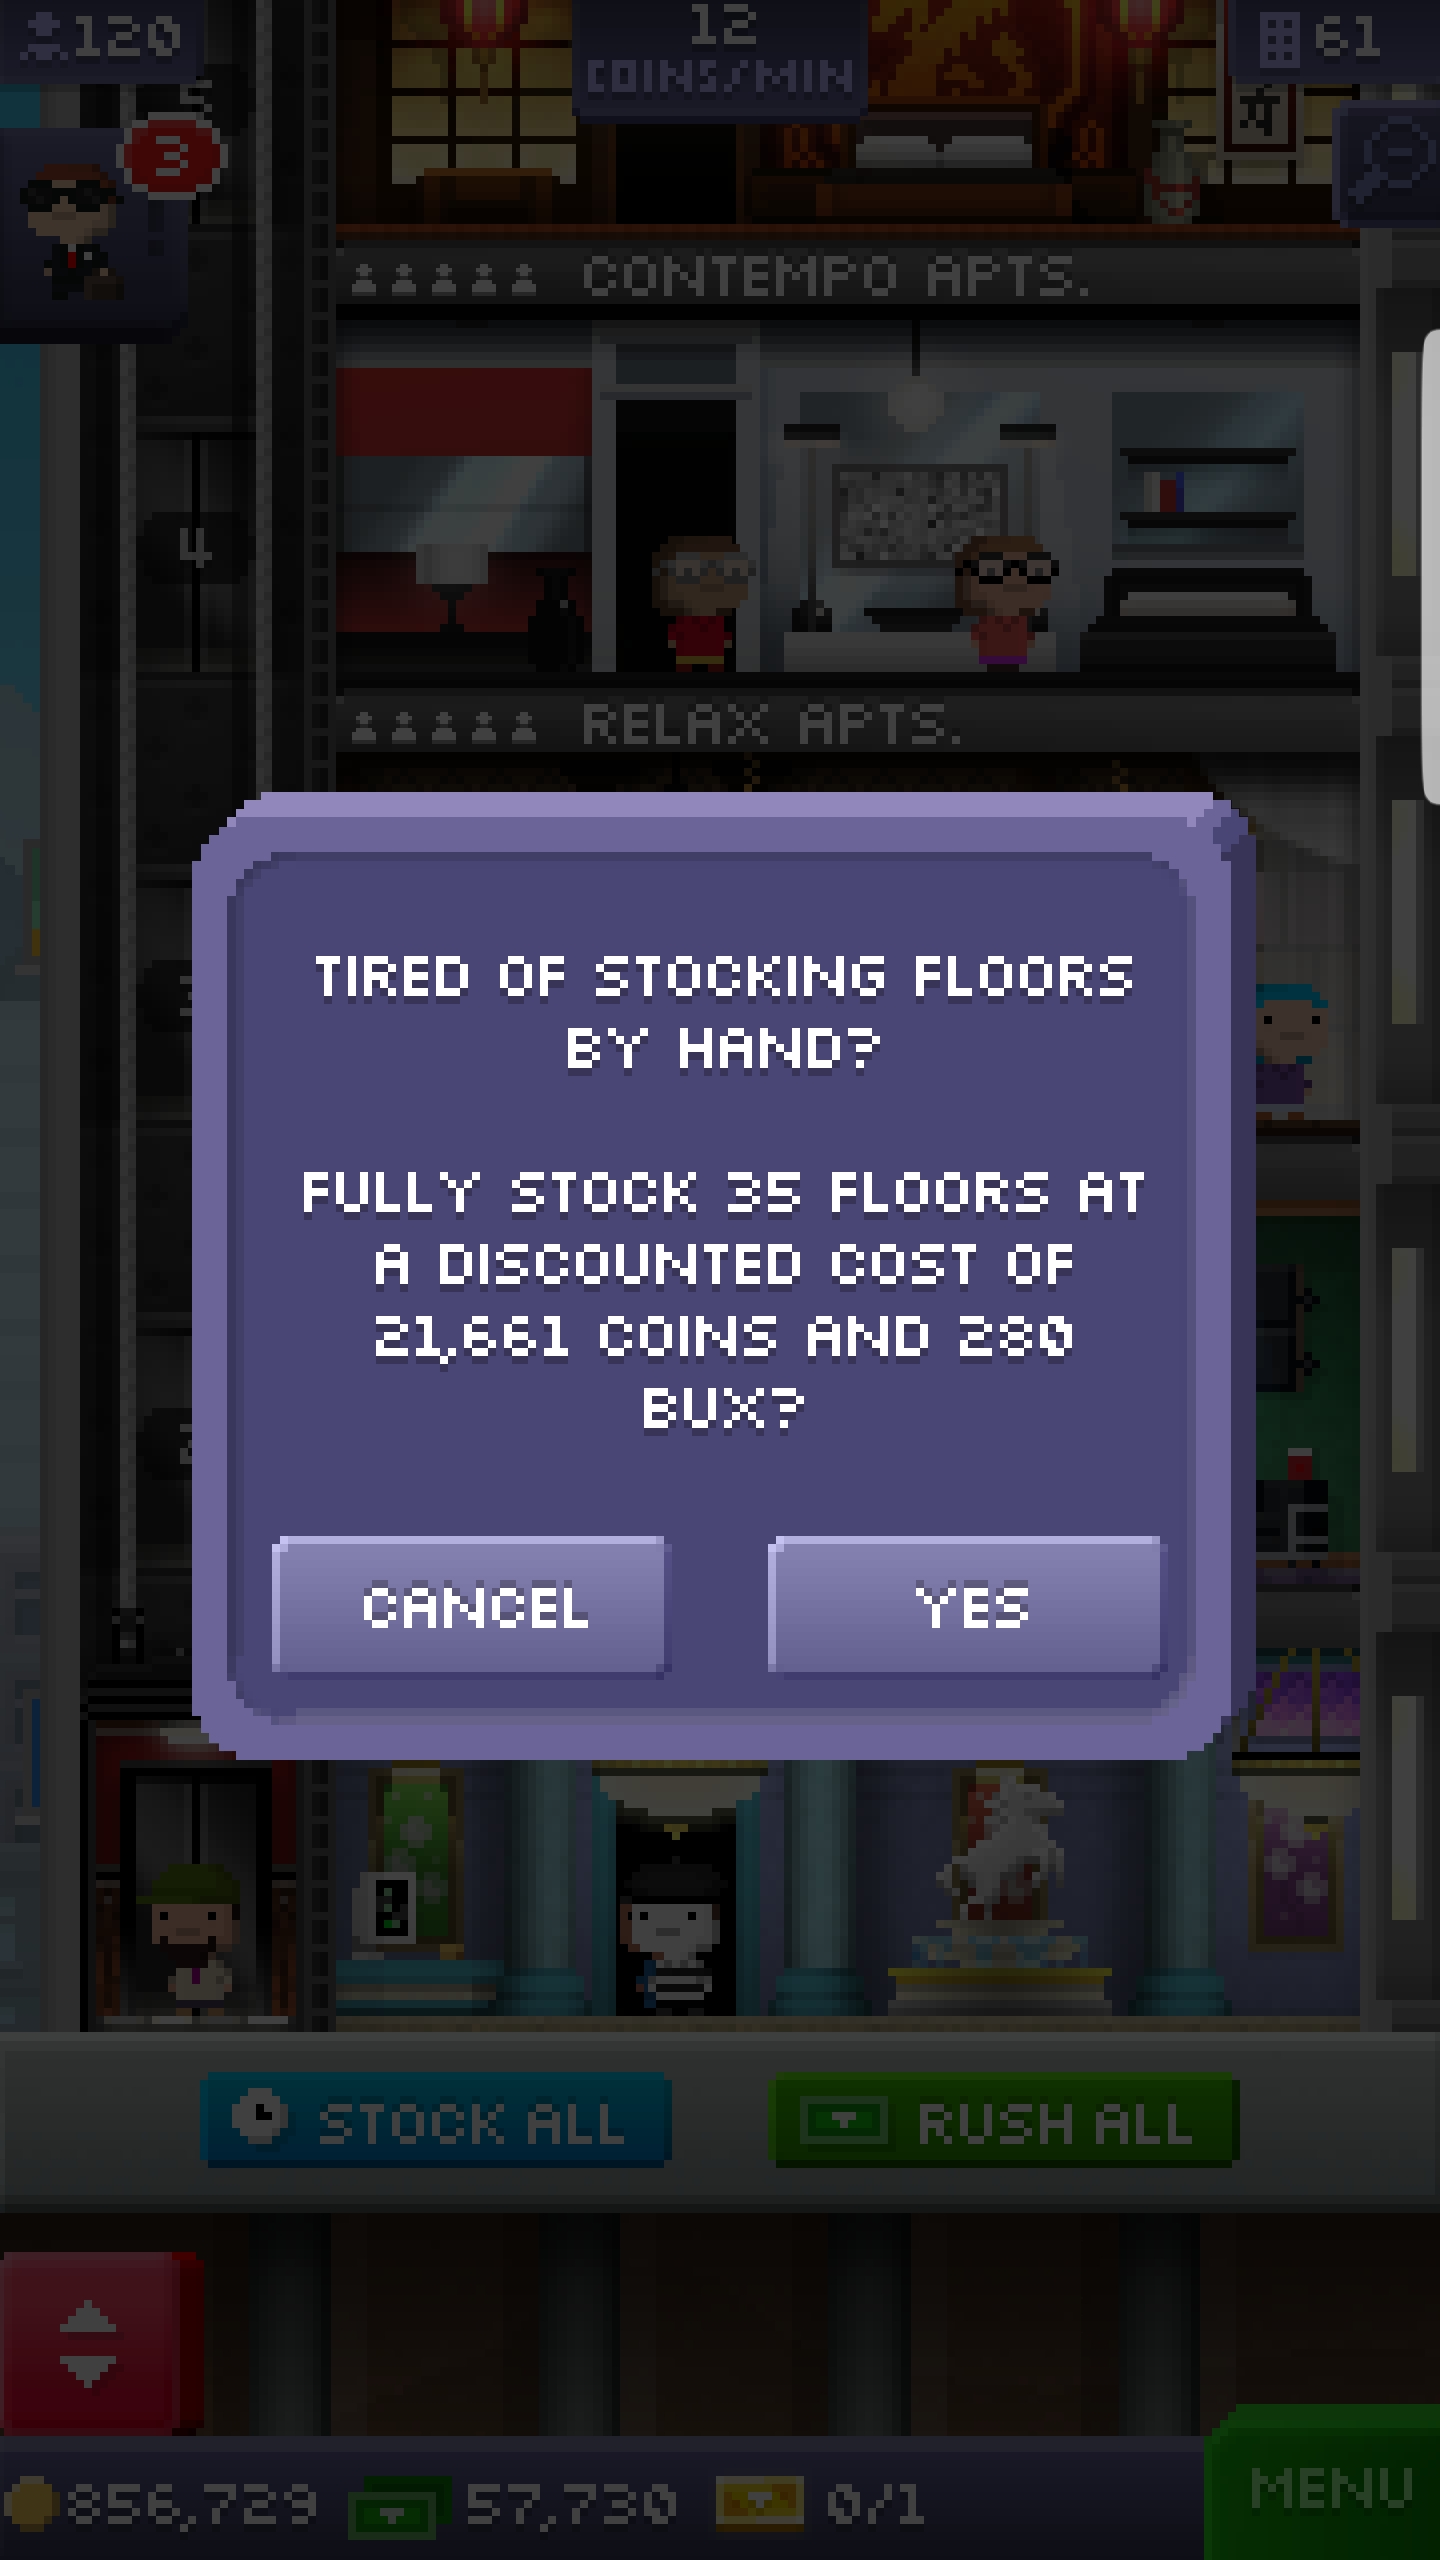 120
12
COINS/MIN
61
3
CONTEMPO APTS.
4
RELAX APTS.
TIRED OF STOCKING FLOORS
BY HAND?
FULLY STOCK 35 FLOORS AT
A DISCOUNTED COST OF
21,661 COINS AND 280
BUX?
CANCEL
YES
STOCK ALL
RUSH ALL
856,729
57,730
0/1
MENU